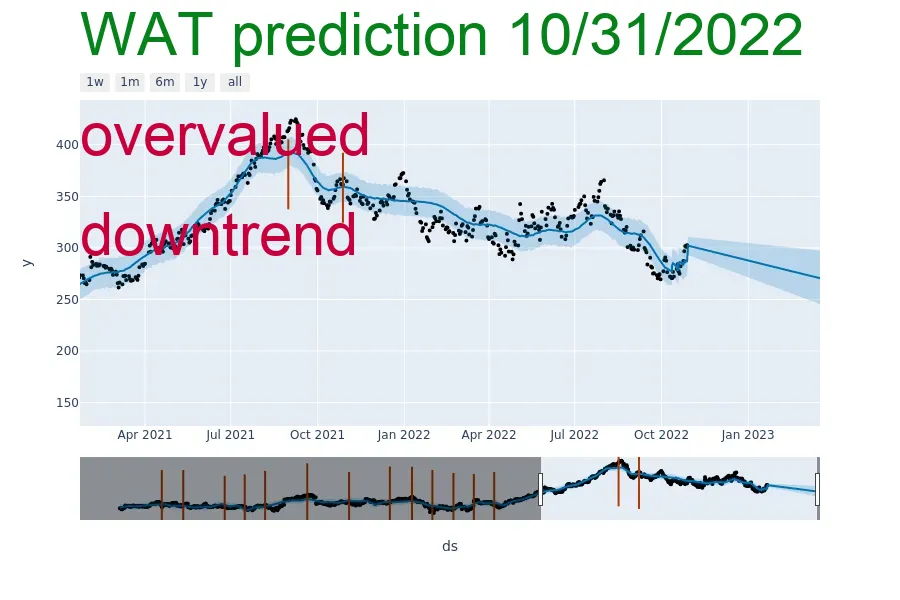 WAT prediction 10/31/2022
1w 1m 6m 1y all
overvalued
downtrend
400
350
300
250
200
150
y
Apr 2021 Jul 2021 Oct 2021 Jan 2022 Apr 2022 Jul 2022 Oct 2022 Jan 2023
ds